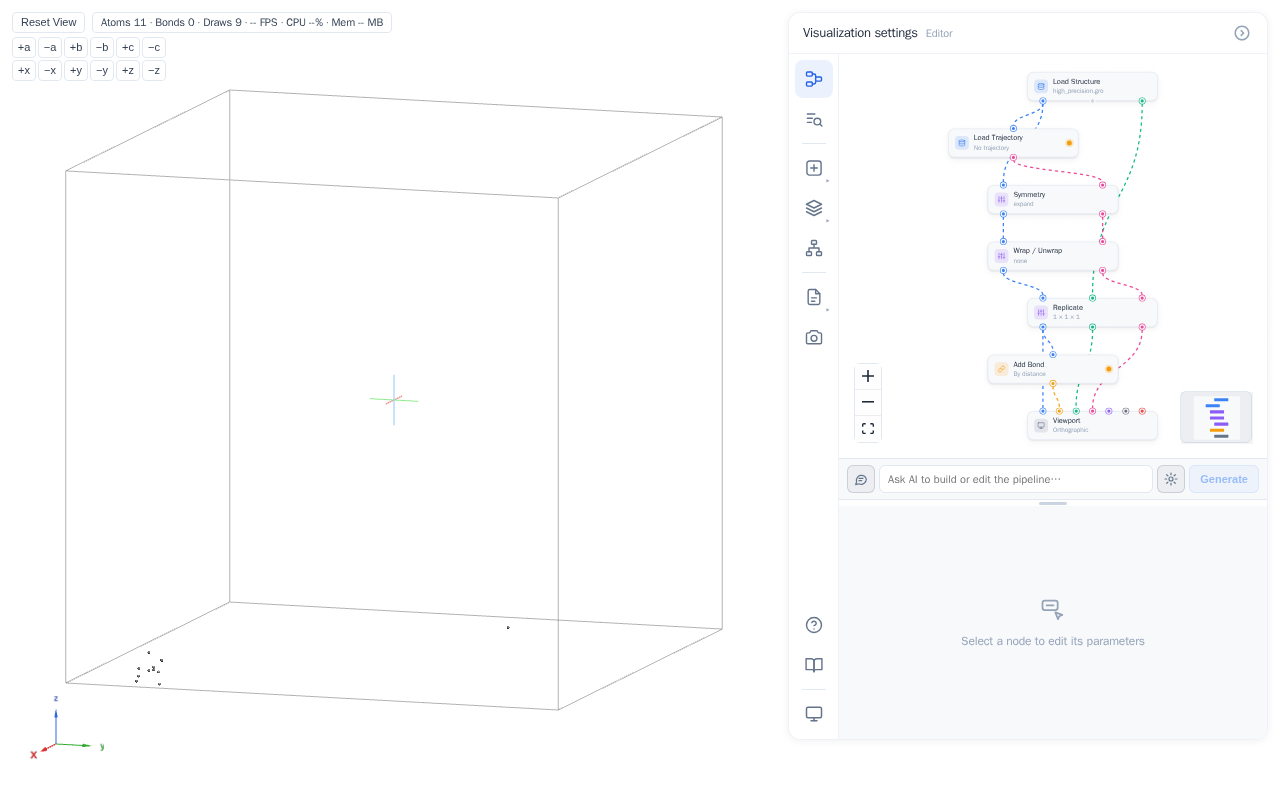 Reset View
Atoms 11 · Bonds 0 · Draws 9 · -- FPS · CPU --% · Mem -- MB
+a −a +b −b +c −c
+x −x +y −y +z −z
z
x
y
Visualization settings Editor
Load Structure
high_precision.gro
Load Trajectory
No trajectory
Symmetry
expand
Wrap / Unwrap
none
Replicate
1 × 1 × 1
Add Bond
By distance
Viewport
Orthographic
Ask AI to build or edit the pipeline⋯
Generate
Select a node to edit its parameters